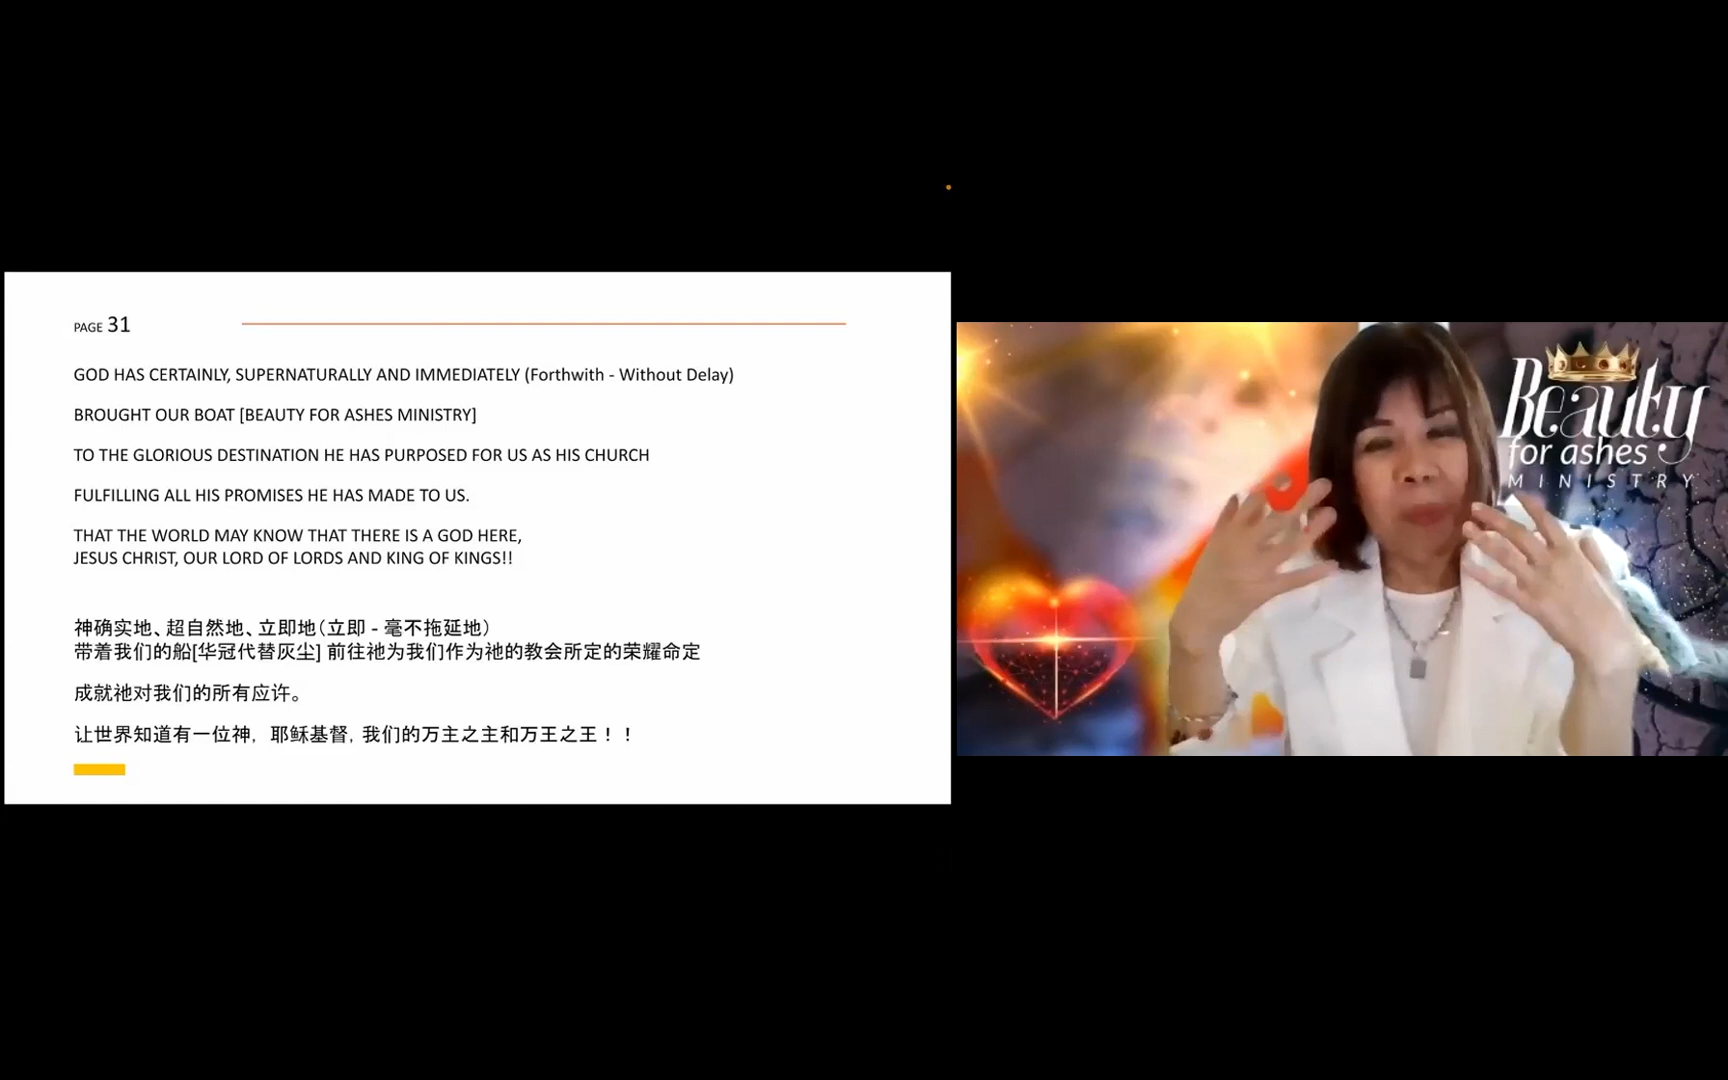 PAGE 31
GOD HAS CERTAINLY, SUPERNATURALLY AND IMMEDIATELY (Forthwith - Without Delay)
BROUGHT OUR BOAT [BEAUTY FOR ASHES MINISTRY]
TO THE GLORIOUS DESTINATION HE HAS PURPOSED FOR US AS HIS CHURCH
FULFILLING ALL HIS PROMISES HE HAS MADE TO US.
THAT THE WORLD MAY KNOW THAT THERE IS A GOD HERE,
JESUS CHRIST, OUR LORD OF LORDS AND KING OF KINGS!!
神确实地、超自然地、立即地（立即 - 毫不拖延地）
带着我们的船[华冠代替灰尘] 前往祂为我们作为祂的教会所定的荣耀命定
成就祂对我们的所有应许。
让世界知道有一位神，耶稣基督, 我们的万主之主和万王之王！！
Beauty
for ashes
MINISTRY